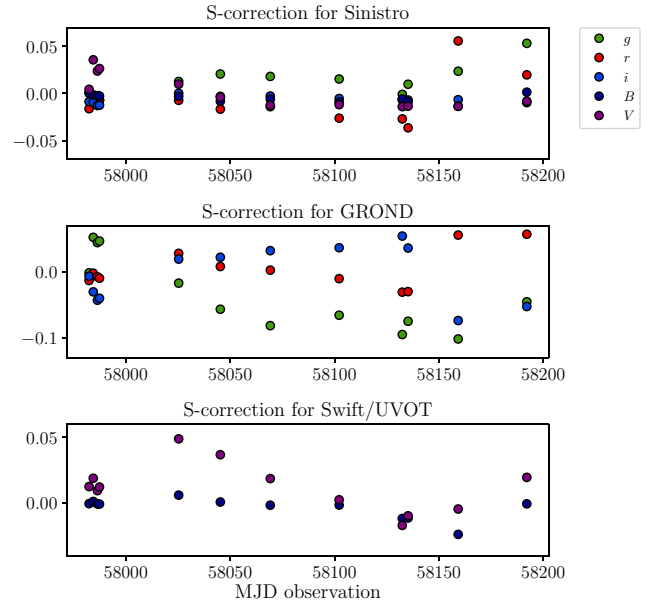 S-correction for Sinistro
0.05
0.00
−0.05
58000 58050 58100 58150 58200
g
r
i
B
V
S-correction for GROND
0.0
−0.1
58000 58050 58100 58150 58200
S-correction for Swift/UVOT
0.05
0.00
58000 58050 58100 58150 58200
MJD observation